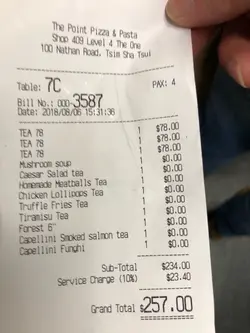 The Point Pizza & Pasta
Shop 409 Level 4 The One
100 Nathan Road, Tsim Sha Tsui
Table: 7C PAX: 4
Bill No.: 000-3587
Date: 2018/08/06 15:31:36
TEA 78 1 $78.00
TEA 78 1 $78.00
TEA 78 1 $78.00
Mushroom soup 1 $0.00
Caesar Salad tea 1 $0.00
Homemade Meatballs Tea 1 $0.00
Chicken Lollioops Tea 1 $0.00
Truffle Fries Tea 1 $0.00
Tiramisu Tea 1 $0.00
Forest 6" 1 $0.00
Capellini Smoked salmon tea 1 $0.00
Capellini Funghi 1 $0.00
Sub-Total $234.00
Service Charge (10%) $23.40
Grand Total $257.00